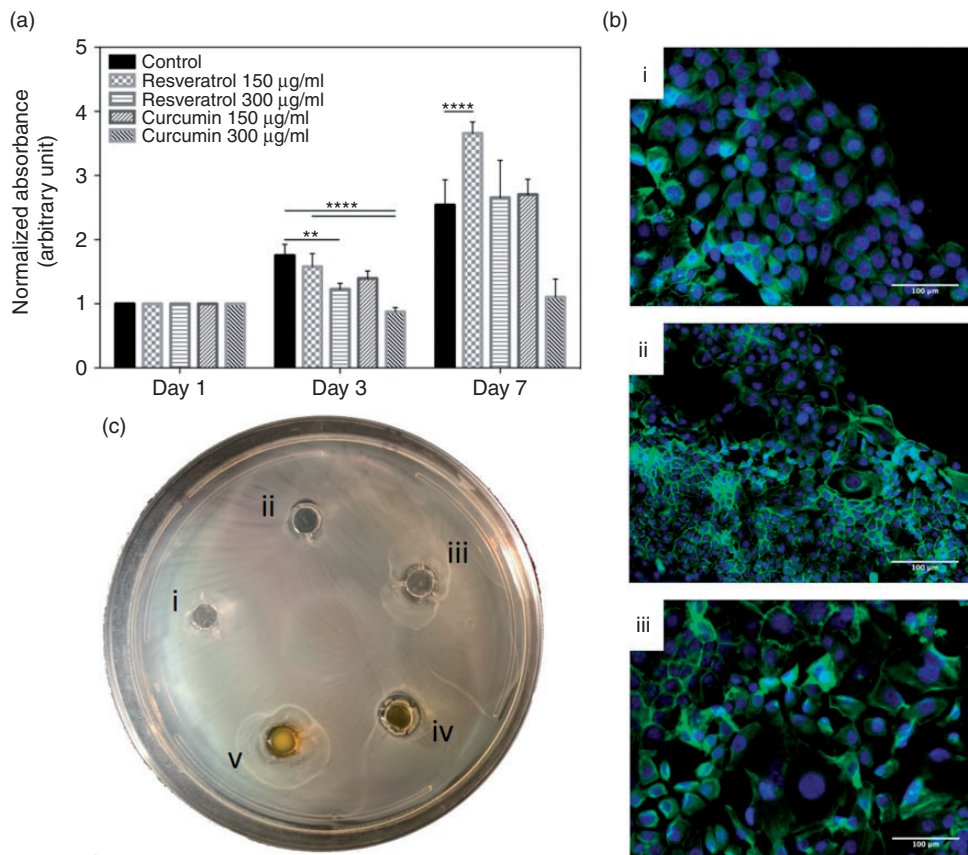 (a)
Normalized absorbance
(arbitrary unit)
5
4
3
2
1
0
Control
Resveratrol 150 µg/ml
Resveratrol 300 µg/ml
Curcumin 150 µg/ml
Curcumin 300 µg/ml
****
**
****
Day 1
Day 3
Day 7
(b)
i
100 µm
ii
100 µm
iii
100 µm
(c)
i
ii
iii
iv
v